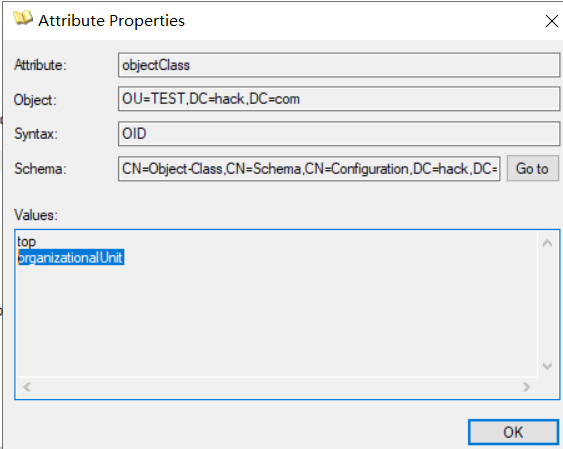 Attribute Properties
Attribute: objectClass
Object: OU=TEST,DC=hack,DC=com
Syntax: OID
Schema: CN=Object-Class,CN=Schema,CN=Configuration,DC=hack,DC= Go to
Values:
top
organizationalUnit
OK